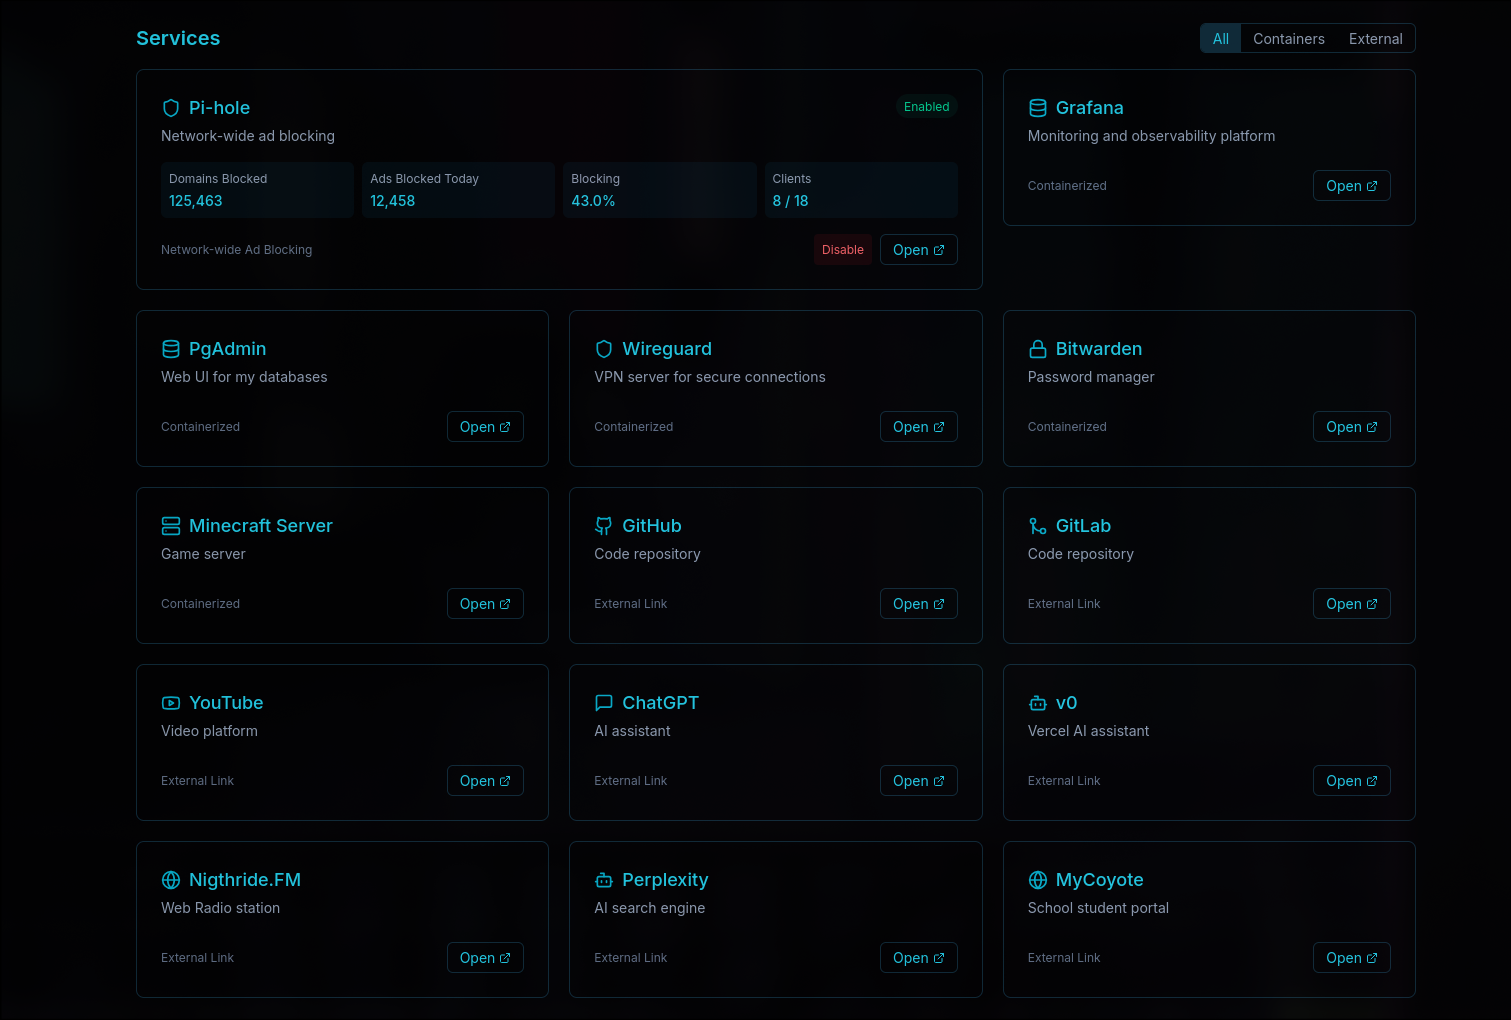 Services
All
Containers
External
Pi-hole
Enabled
Network-wide ad blocking
Domains Blocked
125,463
Ads Blocked Today
12,458
Blocking
43.0%
Clients
8 / 18
Network-wide Ad Blocking
Disable
Open
Grafana
Monitoring and observability platform
Containerized
Open
PgAdmin
Web UI for my databases
Containerized
Open
Wireguard
VPN server for secure connections
Containerized
Open
Bitwarden
Password manager
Containerized
Open
Minecraft Server
Game server
Containerized
Open
GitHub
Code repository
External Link
Open
GitLab
Code repository
External Link
Open
YouTube
Video platform
External Link
Open
ChatGPT
AI assistant
External Link
Open
v0
Vercel AI assistant
External Link
Open
Nigthride.FM
Web Radio station
External Link
Open
Perplexity
AI search engine
External Link
Open
MyCoyote
School student portal
External Link
Open